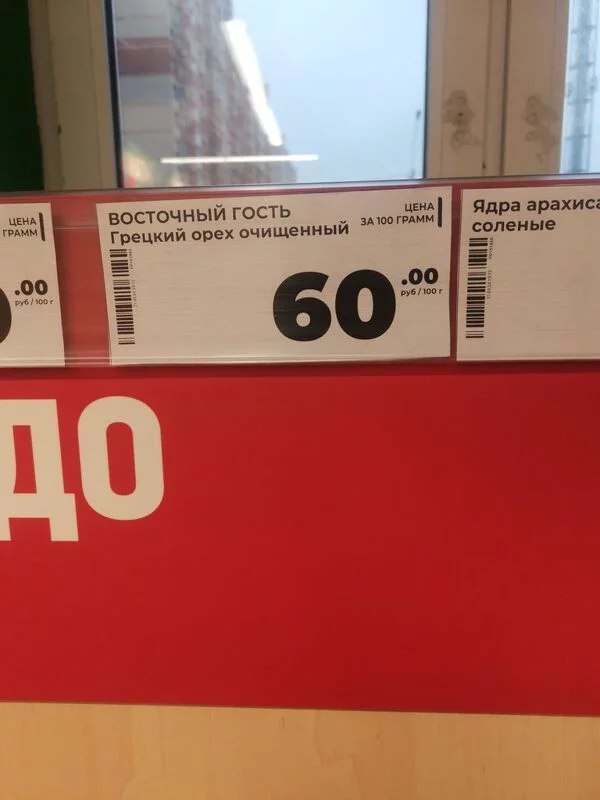 ЦЕНА
ГРАММ
.00
руб / 100 г
ВОСТОЧНЫЙ ГОСТЬ
Грецкий орех очищенный
ЦЕНА
ЗА 100 ГРАММ
60.00
руб / 100 г
Ядра арахиса
соленые
ДО